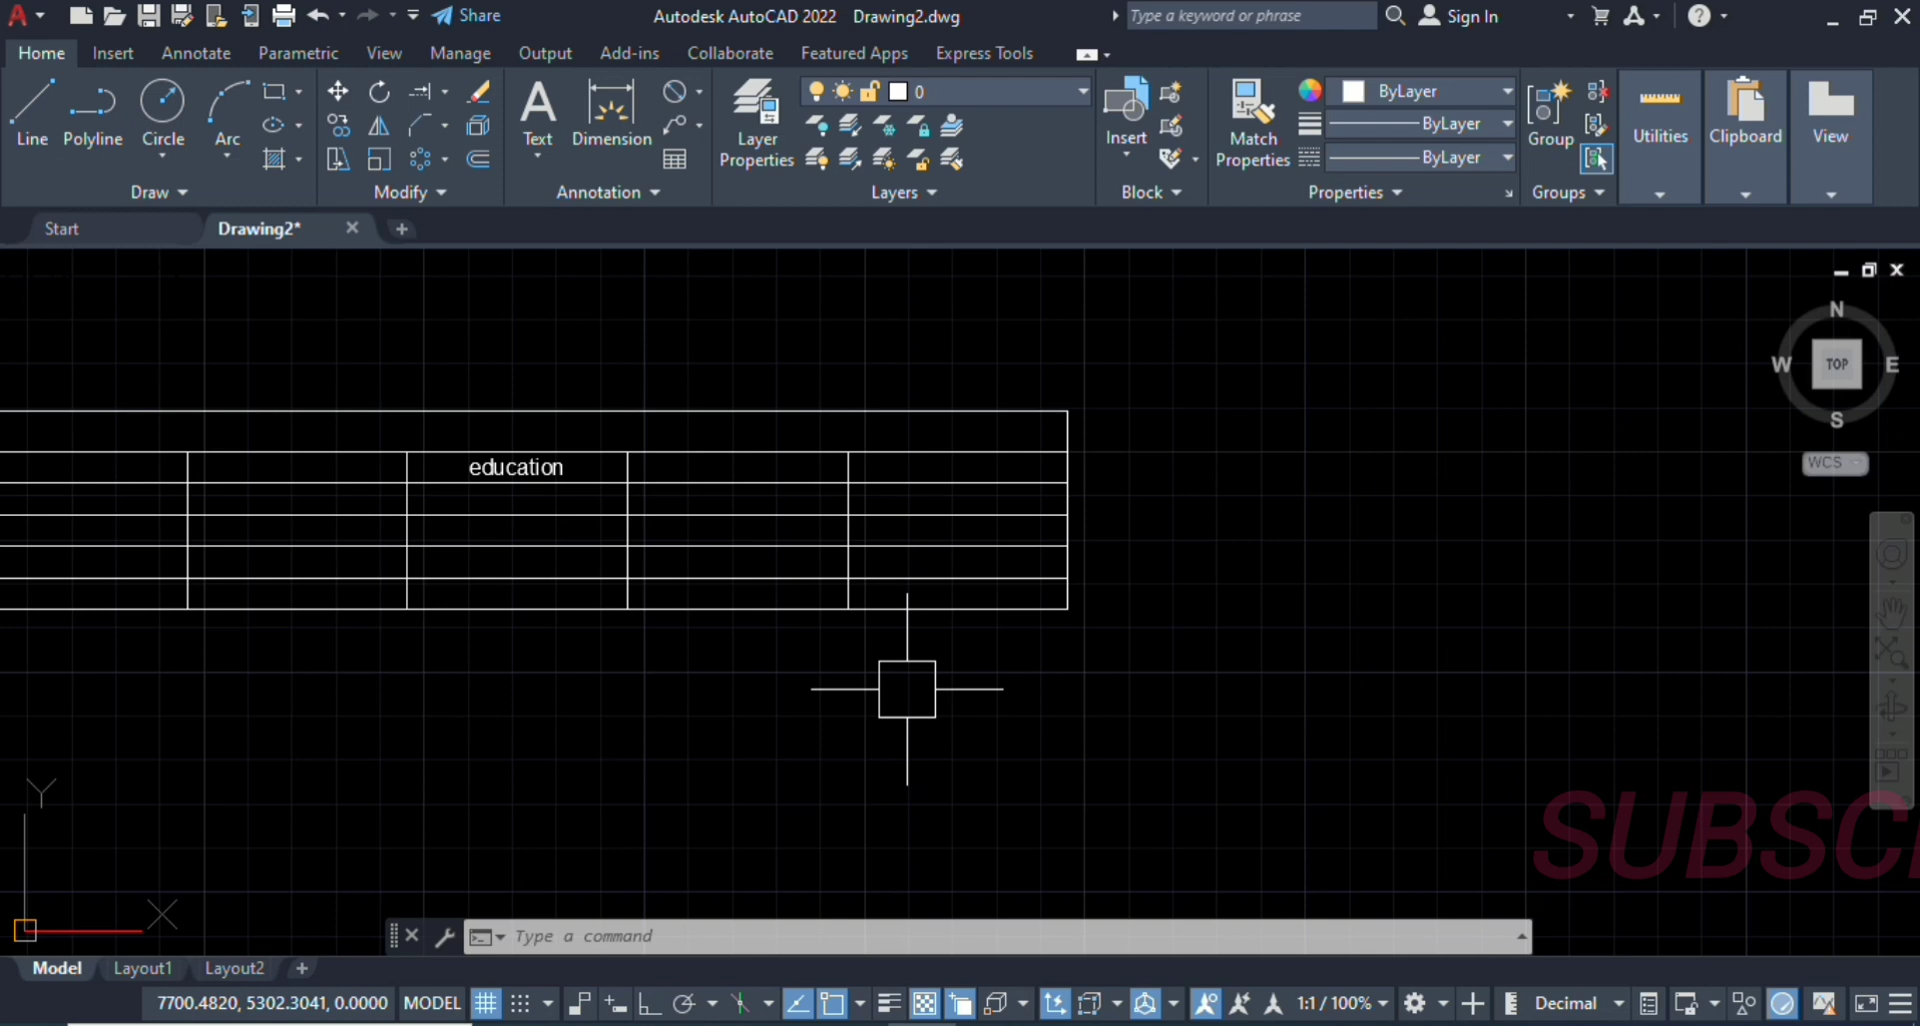 Share
Autodesk AutoCAD 2022 Drawing2.dwg
Type a keyword or phrase
Sign In
Home Insert Annotate Parametric View Manage Output Add-ins Collaborate Featured Apps Express Tools
0
ByLayer
Line Polyline Circle Arc
Text Dimension
Layer Properties
Insert
Match Properties
ByLayer
ByLayer
Group
Utilities
Clipboard
View
Draw Modify Annotation Layers Block Properties Groups
Start Drawing2*
N
W TOP E
S
WCS
education
Y
X
SUBSC
Type a command
Model Layout1 Layout2
7700.4820, 5302.3041, 0.0000 MODEL 1:1 / 100% Decimal